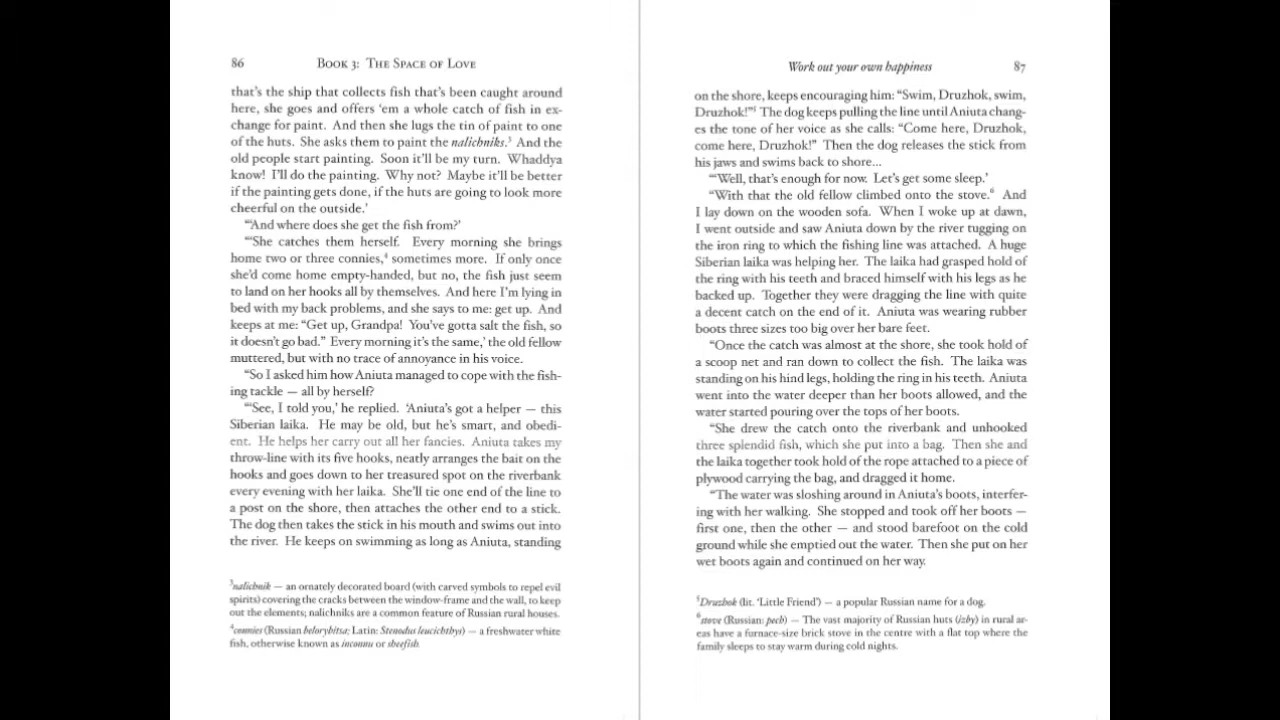 86 BOOK 3: THE SPACE OF LOVE
that's the ship that collects fish that's been caught around
here, she goes and offers 'em a whole catch of fish in ex-
change for paint. And then she lugs the tin of paint to one
of the huts. She asks them to paint the nalichniks.³ And the
old people start painting. Soon it'll be my turn. Whaddya
know! I'll do the painting. Why not? Maybe it'll be better
if the painting gets done, if the huts are going to look more
cheerful on the outside.'
“‘And where does she get the fish from?’
“‘She catches them herself. Every morning she brings
home two or three connies,⁴ sometimes more. If only once
she'd come home empty-handed, but no, the fish just seem
to land on her hooks all by themselves. And here I'm lying in
bed with my back problems, and she says to me: get up. And
keeps at me: “Get up, Grandpa! You've gotta salt the fish, so
it doesn't go bad.” Every morning it's the same,' the old fellow
muttered, but with no trace of annoyance in his voice.
“So I asked him how Aniuta managed to cope with the fish-
ing tackle — all by herself?
“‘See, I told you,’ he replied. ‘Aniuta's got a helper — this
Siberian laika. He may be old, but he's smart, and obedi-
ent. He helps her carry out all her fancies. Aniuta takes my
throw-line with its five hooks, neatly arranges the bait on the
hooks and goes down to her treasured spot on the riverbank
every evening with her laika. She'll tie one end of the line to
a post on the shore, then attaches the other end to a stick.
The dog then takes the stick in his mouth and swims out into
the river. He keeps on swimming as long as Aniuta, standing
³nalichnik — an ornately decorated board (with carved symbols to repel evil
spirits) covering the cracks between the window-frame and the wall, to keep
out the elements; nalichniks are a common feature of Russian rural houses.
⁴connies (Russian belorybitsa; Latin: Stenodus leucichthys) — a freshwater white
fish, otherwise known as inconnu or sheefish.
Work out your own happiness 87
on the shore, keeps encouraging him: “Swim, Druzhok, swim,
Druzhok!”⁵ The dog keeps pulling the line until Aniuta chang-
es the tone of her voice as she calls: “Come here, Druzhok,
come here, Druzhok!” Then the dog releases the stick from
his jaws and swims back to shore...
“‘Well, that's enough for now. Let's get some sleep.’
“With that the old fellow climbed onto the stove.⁶ And
I lay down on the wooden sofa. When I woke up at dawn,
I went outside and saw Aniuta down by the river tugging on
the iron ring to which the fishing line was attached. A huge
Siberian laika was helping her. The laika had grasped hold of
the ring with his teeth and braced himself with his legs as he
backed up. Together they were dragging the line with quite
a decent catch on the end of it. Aniuta was wearing rubber
boots three sizes too big over her bare feet.
“Once the catch was almost at the shore, she took hold of
a scoop net and ran down to collect the fish. The laika was
standing on his hind legs, holding the ring in his teeth. Aniuta
went into the water deeper than her boots allowed, and the
water started pouring over the tops of her boots.
“She drew the catch onto the riverbank and unhooked
three splendid fish, which she put into a bag. Then she and
the laika together took hold of the rope attached to a piece of
plywood carrying the bag, and dragged it home.
“The water was sloshing around in Aniuta's boots, interfer-
ing with her walking. She stopped and took off her boots —
first one, then the other — and stood barefoot on the cold
ground while she emptied out the water. Then she put on her
wet boots again and continued on her way.
⁵Druzhok (lit. ‘Little Friend’) — a popular Russian name for a dog.
⁶stove (Russian: pech) — The vast majority of Russian huts (izby) in rural ar-
eas have a furnace-size brick stove in the centre with a flat top where the
family sleeps to stay warm during cold nights.